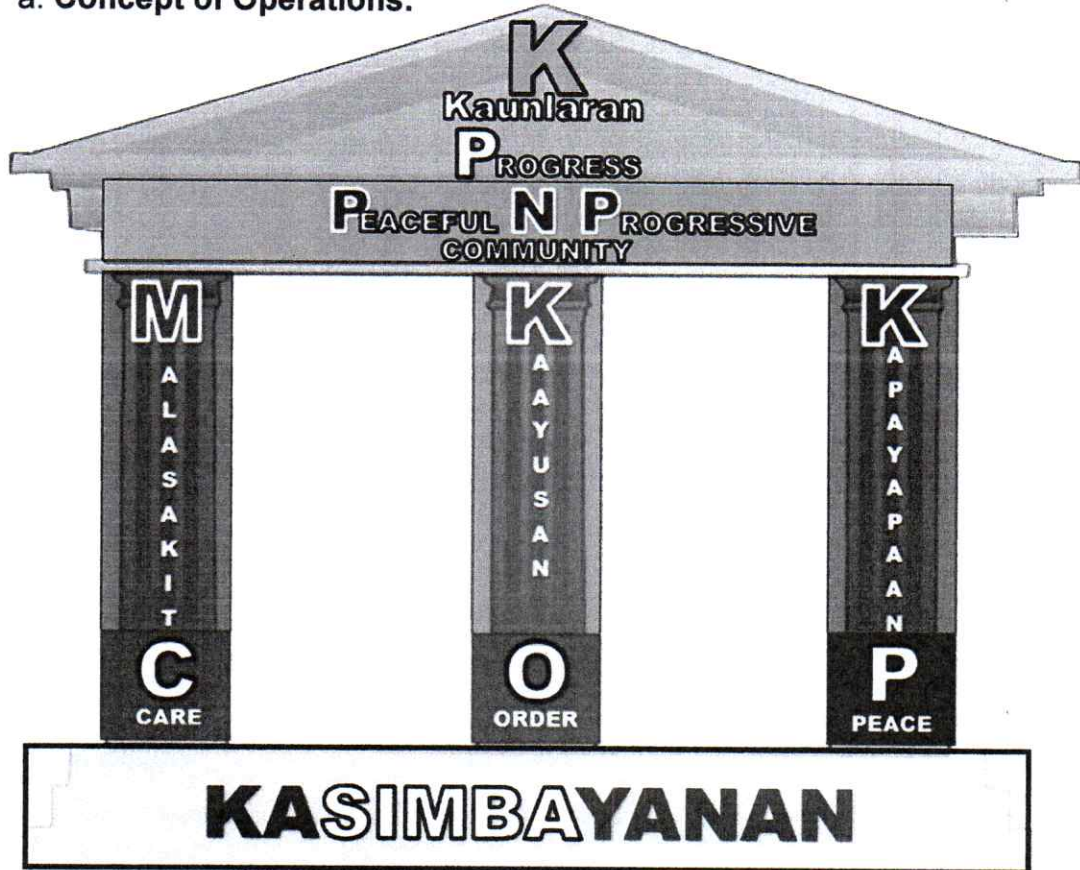 a. Concept of Operations.
K
Kaunlaran
PROGRESS
PEACEFUL N PROGRESSIVE
COMMUNITY
MALASAKIT
C
CARE
KAAYUSAN
O
ORDER
KAPAYAPAAN
P
PEACE
KASIMBAYANAN